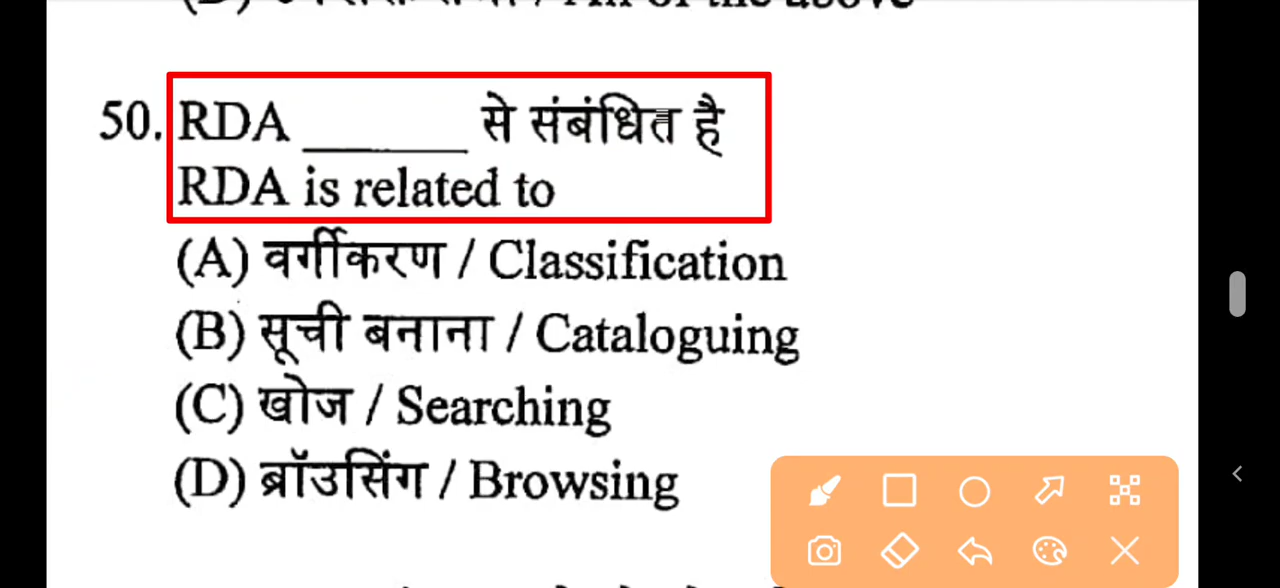 50. RDA ______ से संबंधित है
RDA is related to
(A) वर्गीकरण / Classification
(B) सूची बनाना / Cataloguing
(C) खोज / Searching
(D) ब्रॉउसिंग / Browsing